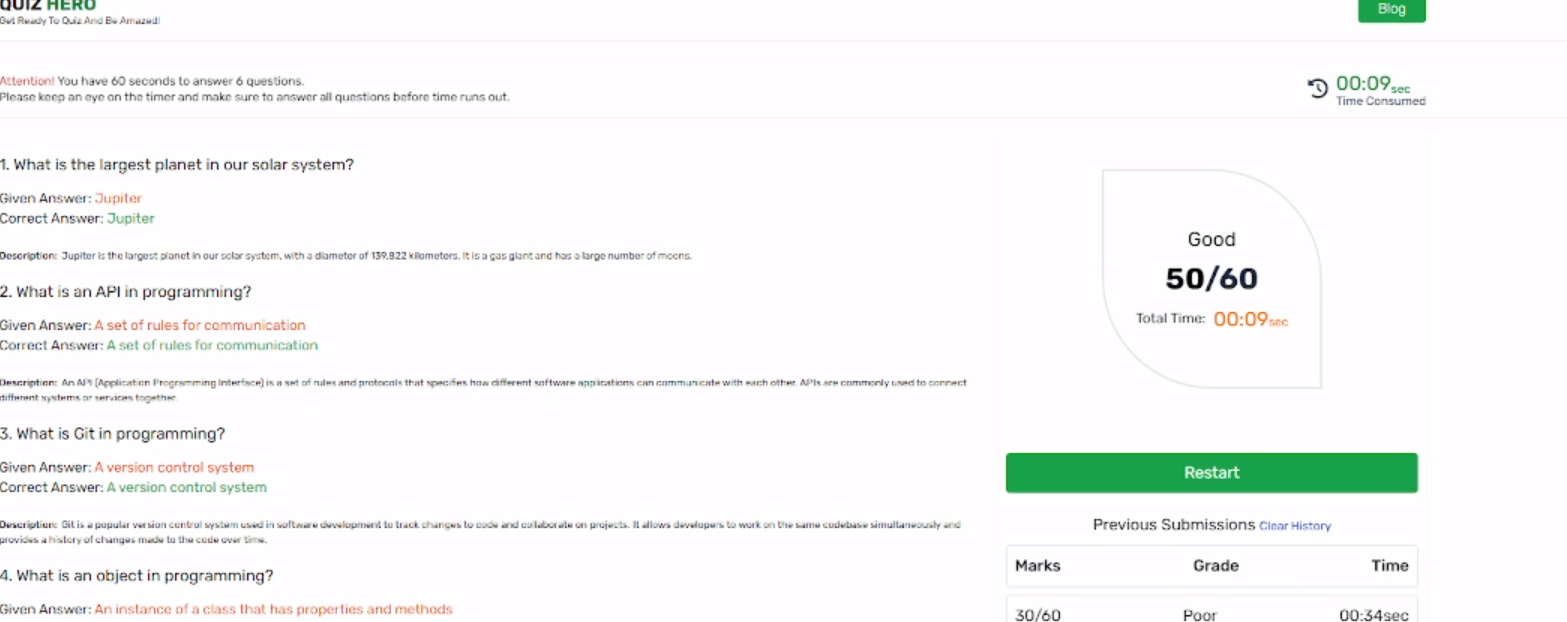 QUIZ HERO
Get Ready To Quiz And Be Amazed!
Blog
Attention! You have 60 seconds to answer 6 questions.
Please keep an eye on the timer and make sure to answer all questions before time runs out.
00:09sec
Time Consumed
1. What is the largest planet in our solar system?
Given Answer: Jupiter
Correct Answer: Jupiter
Description: Jupiter is the largest planet in our solar system, with a diameter of 139,822 kilometers. It is a gas giant and has a large number of moons.
2. What is an API in programming?
Given Answer: A set of rules for communication
Correct Answer: A set of rules for communication
Description: An API (Application Programming Interface) is a set of rules and protocols that specifies how different software applications can communicate with each other. APIs are commonly used to connect
different systems or services together.
3. What is Git in programming?
Given Answer: A version control system
Correct Answer: A version control system
Description: Git is a popular version control system used in software development to track changes to code and collaborate on projects. It allows developers to work on the same codebase simultaneously and
provides a history of changes made to the code over time.
4. What is an object in programming?
Given Answer: An instance of a class that has properties and methods
Good
50/60
Total Time: 00:09sec
Restart
Previous Submissions Clear History
Marks Grade Time
30/60 Poor 00:34sec